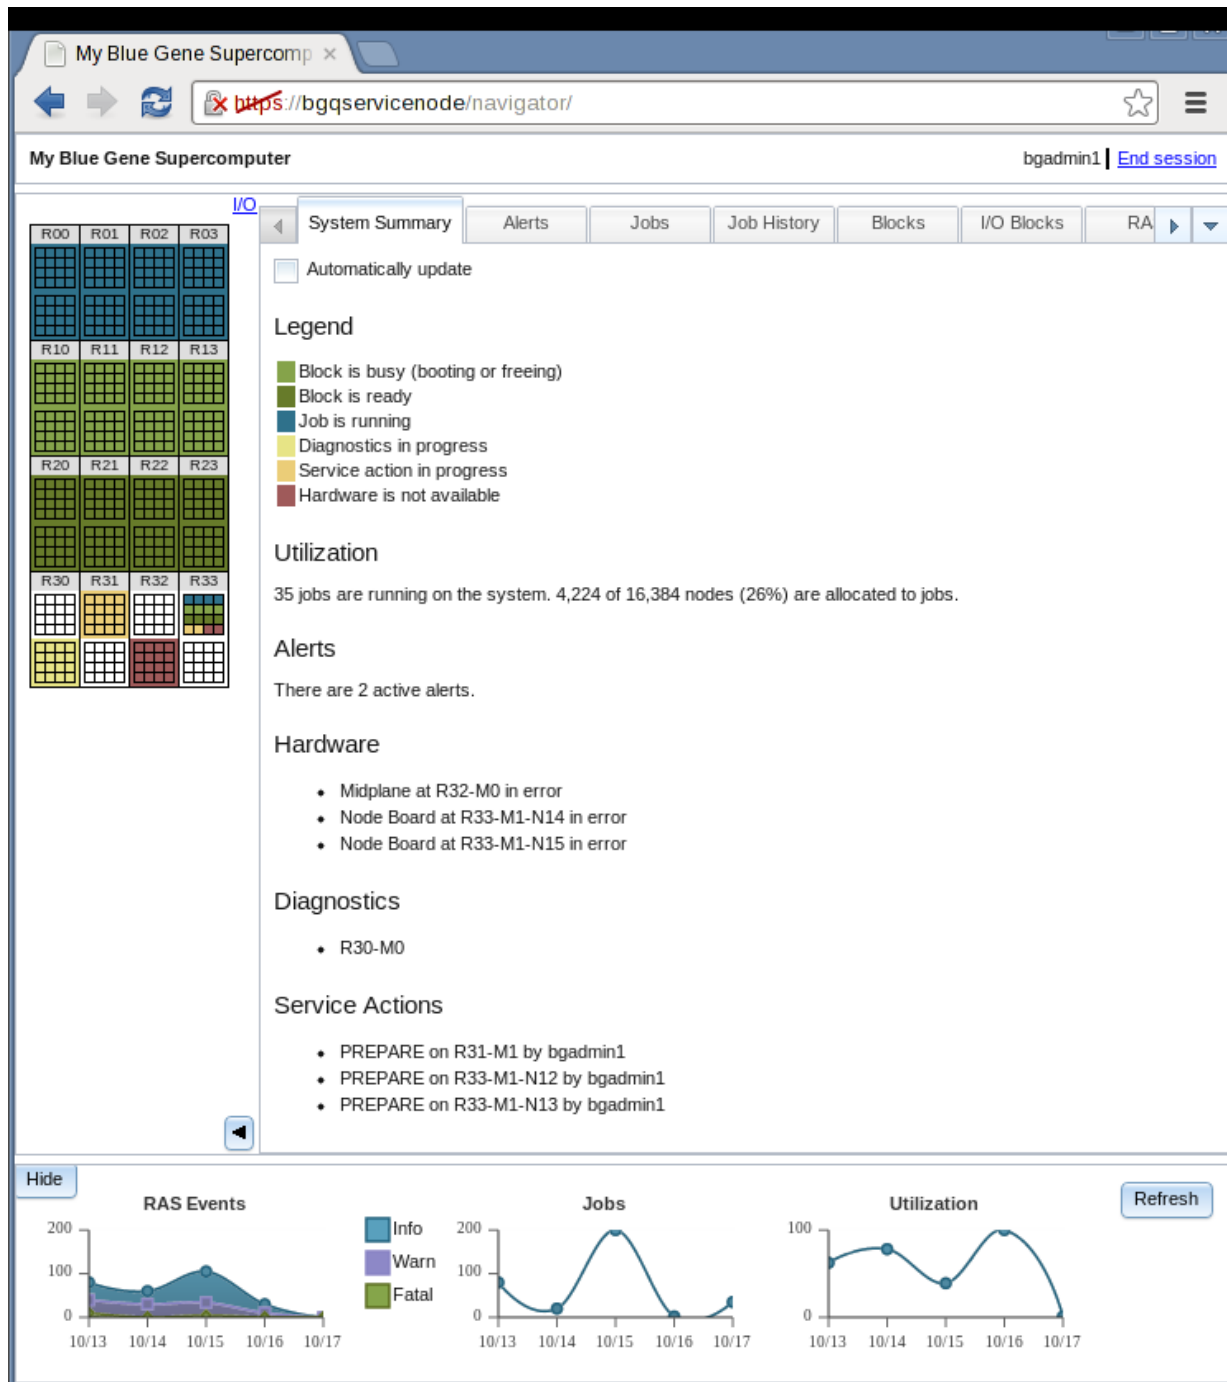 My Blue Gene Supercomp
https://bgqservicenode/navigator/
My Blue Gene Supercomputer
bgadmin1 End session
I/O
System Summary Alerts Jobs Job History Blocks I/O Blocks RA
R00 R01 R02 R03
Automatically update
Legend
R10 R11 R12 R13
Block is busy (booting or freeing)
Block is ready
Job is running
Diagnostics in progress
R20 R21 R22 R23
Service action in progress
Hardware is not available
Utilization
R30 R31 R32 R33
35 jobs are running on the system. 4,224 of 16,384 nodes (26%) are allocated to jobs.
Alerts
There are 2 active alerts.
Hardware
• Midplane at R32-M0 in error
• Node Board at R33-M1-N14 in error
• Node Board at R33-M1-N15 in error
Diagnostics
• R30-M0
Service Actions
• PREPARE on R31-M1 by bgadmin1
• PREPARE on R33-M1-N12 by bgadmin1
• PREPARE on R33-M1-N13 by bgadmin1
Hide
Refresh
RAS Events
200
100
0
10/13 10/14 10/15 10/16 10/17
Info
Warn
Fatal
Jobs
200
100
0
10/13 10/14 10/15 10/16 10/17
Utilization
100
0
10/13 10/14 10/15 10/16 10/17